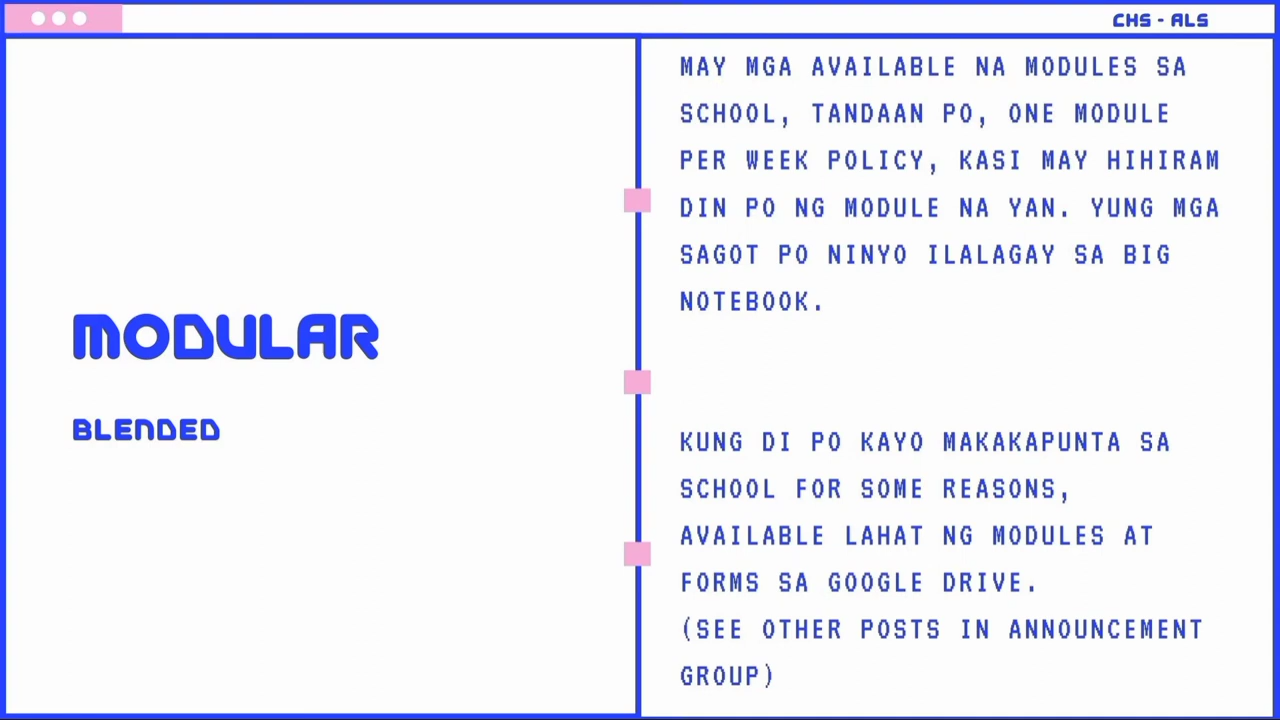 CHS - ALS
MODULAR
BLENDED
MAY MGA AVAILABLE NA MODULES SA
SCHOOL, TANDAAN PO, ONE MODULE
PER WEEK POLICY, KASI MAY HIHIRAM
DIN PO NG MODULE NA YAN. YUNG MGA
SAGOT PO NINYO ILALAGAY SA BIG
NOTEBOOK.
KUNG DI PO KAYO MAKAKAPUNTA SA
SCHOOL FOR SOME REASONS,
AVAILABLE LAHAT NG MODULES AT
FORMS SA GOOGLE DRIVE.
(SEE OTHER POSTS IN ANNOUNCEMENT
GROUP)